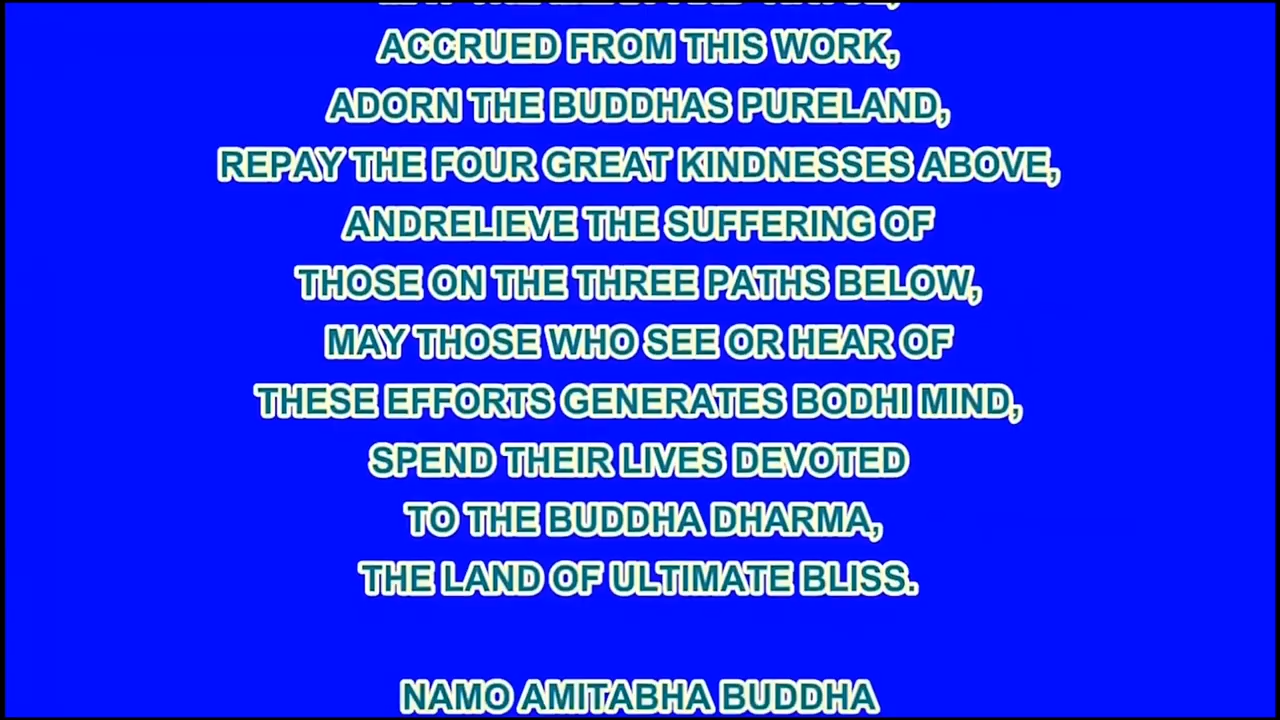 ACCRUED FROM THIS WORK,
ADORN THE BUDDHAS PURELAND,
REPAY THE FOUR GREAT KINDNESSES ABOVE,
ANDRELIEVE THE SUFFERING OF
THOSE ON THE THREE PATHS BELOW,
MAY THOSE WHO SEE OR HEAR OF
THESE EFFORTS GENERATES BODHI MIND,
SPEND THEIR LIVES DEVOTED
TO THE BUDDHA DHARMA,
THE LAND OF ULTIMATE BLISS.
NAMO AMITABHA BUDDHA